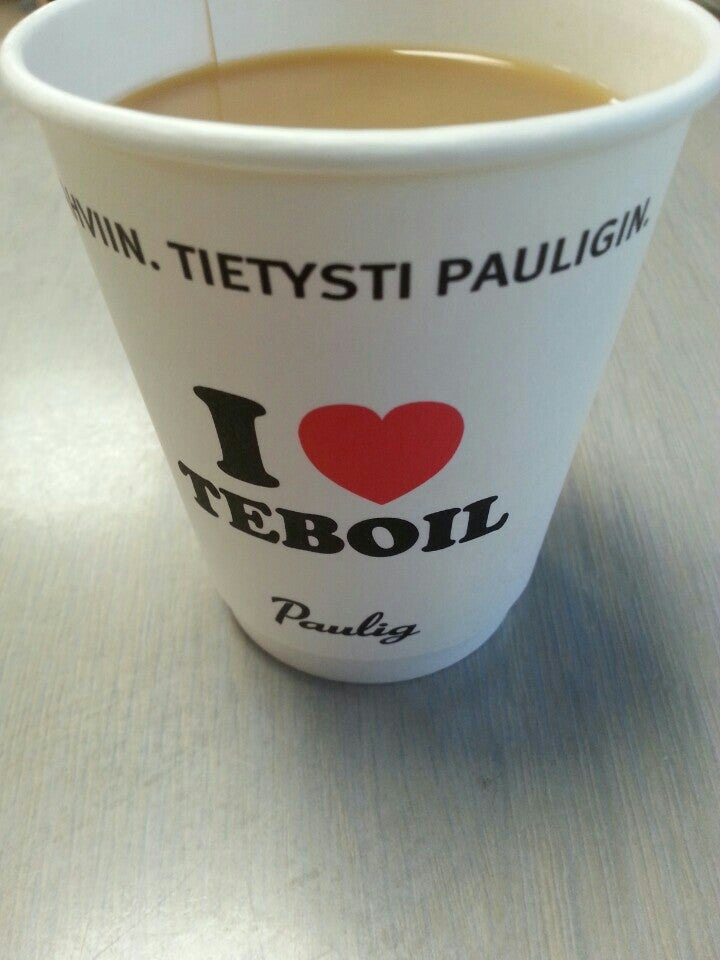 HVIIN. TIETYSTI PAULIGIN.
I ❤
TEBOIL
Paulig